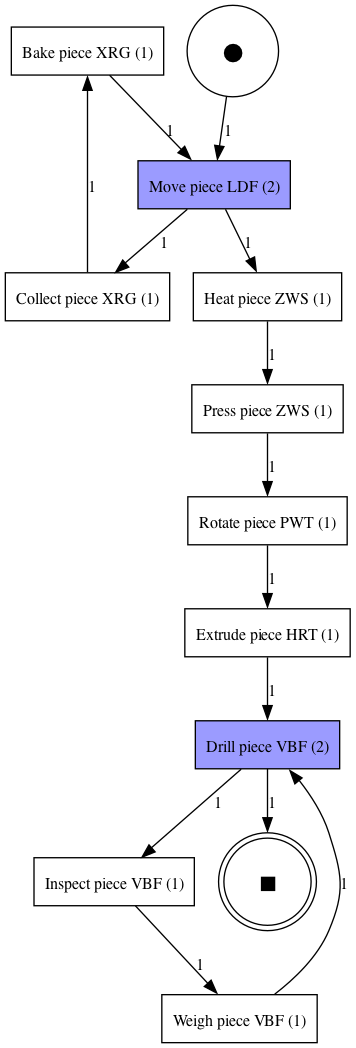 Bake piece XRG (1)
1
1
Move piece LDF (2)
1
1
1
Collect piece XRG (1)
Heat piece ZWS (1)
1
Press piece ZWS (1)
1
Rotate piece PWT (1)
1
Extrude piece HRT (1)
1
Drill piece VBF (2)
1
1
Inspect piece VBF (1)
1
1
Weigh piece VBF (1)